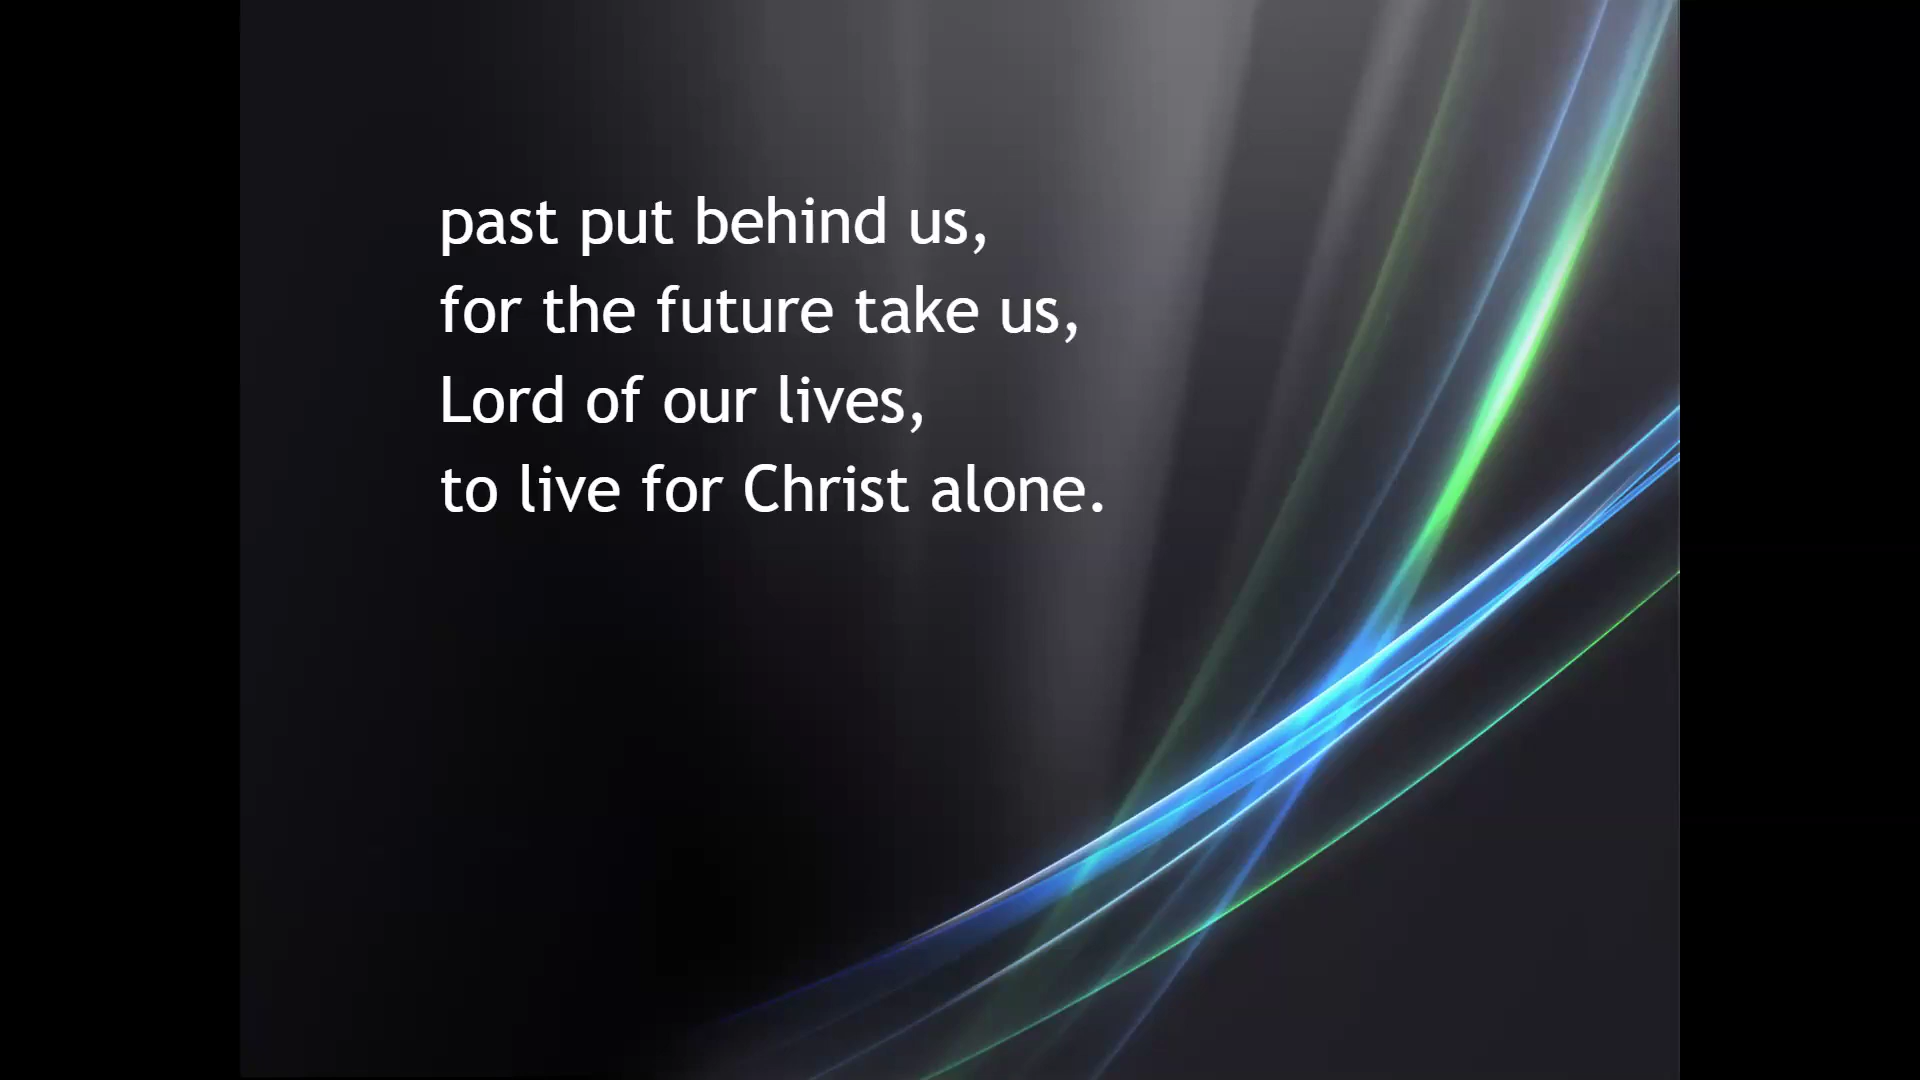 past put behind us,
for the future take us,
Lord of our lives,
to live for Christ alone.